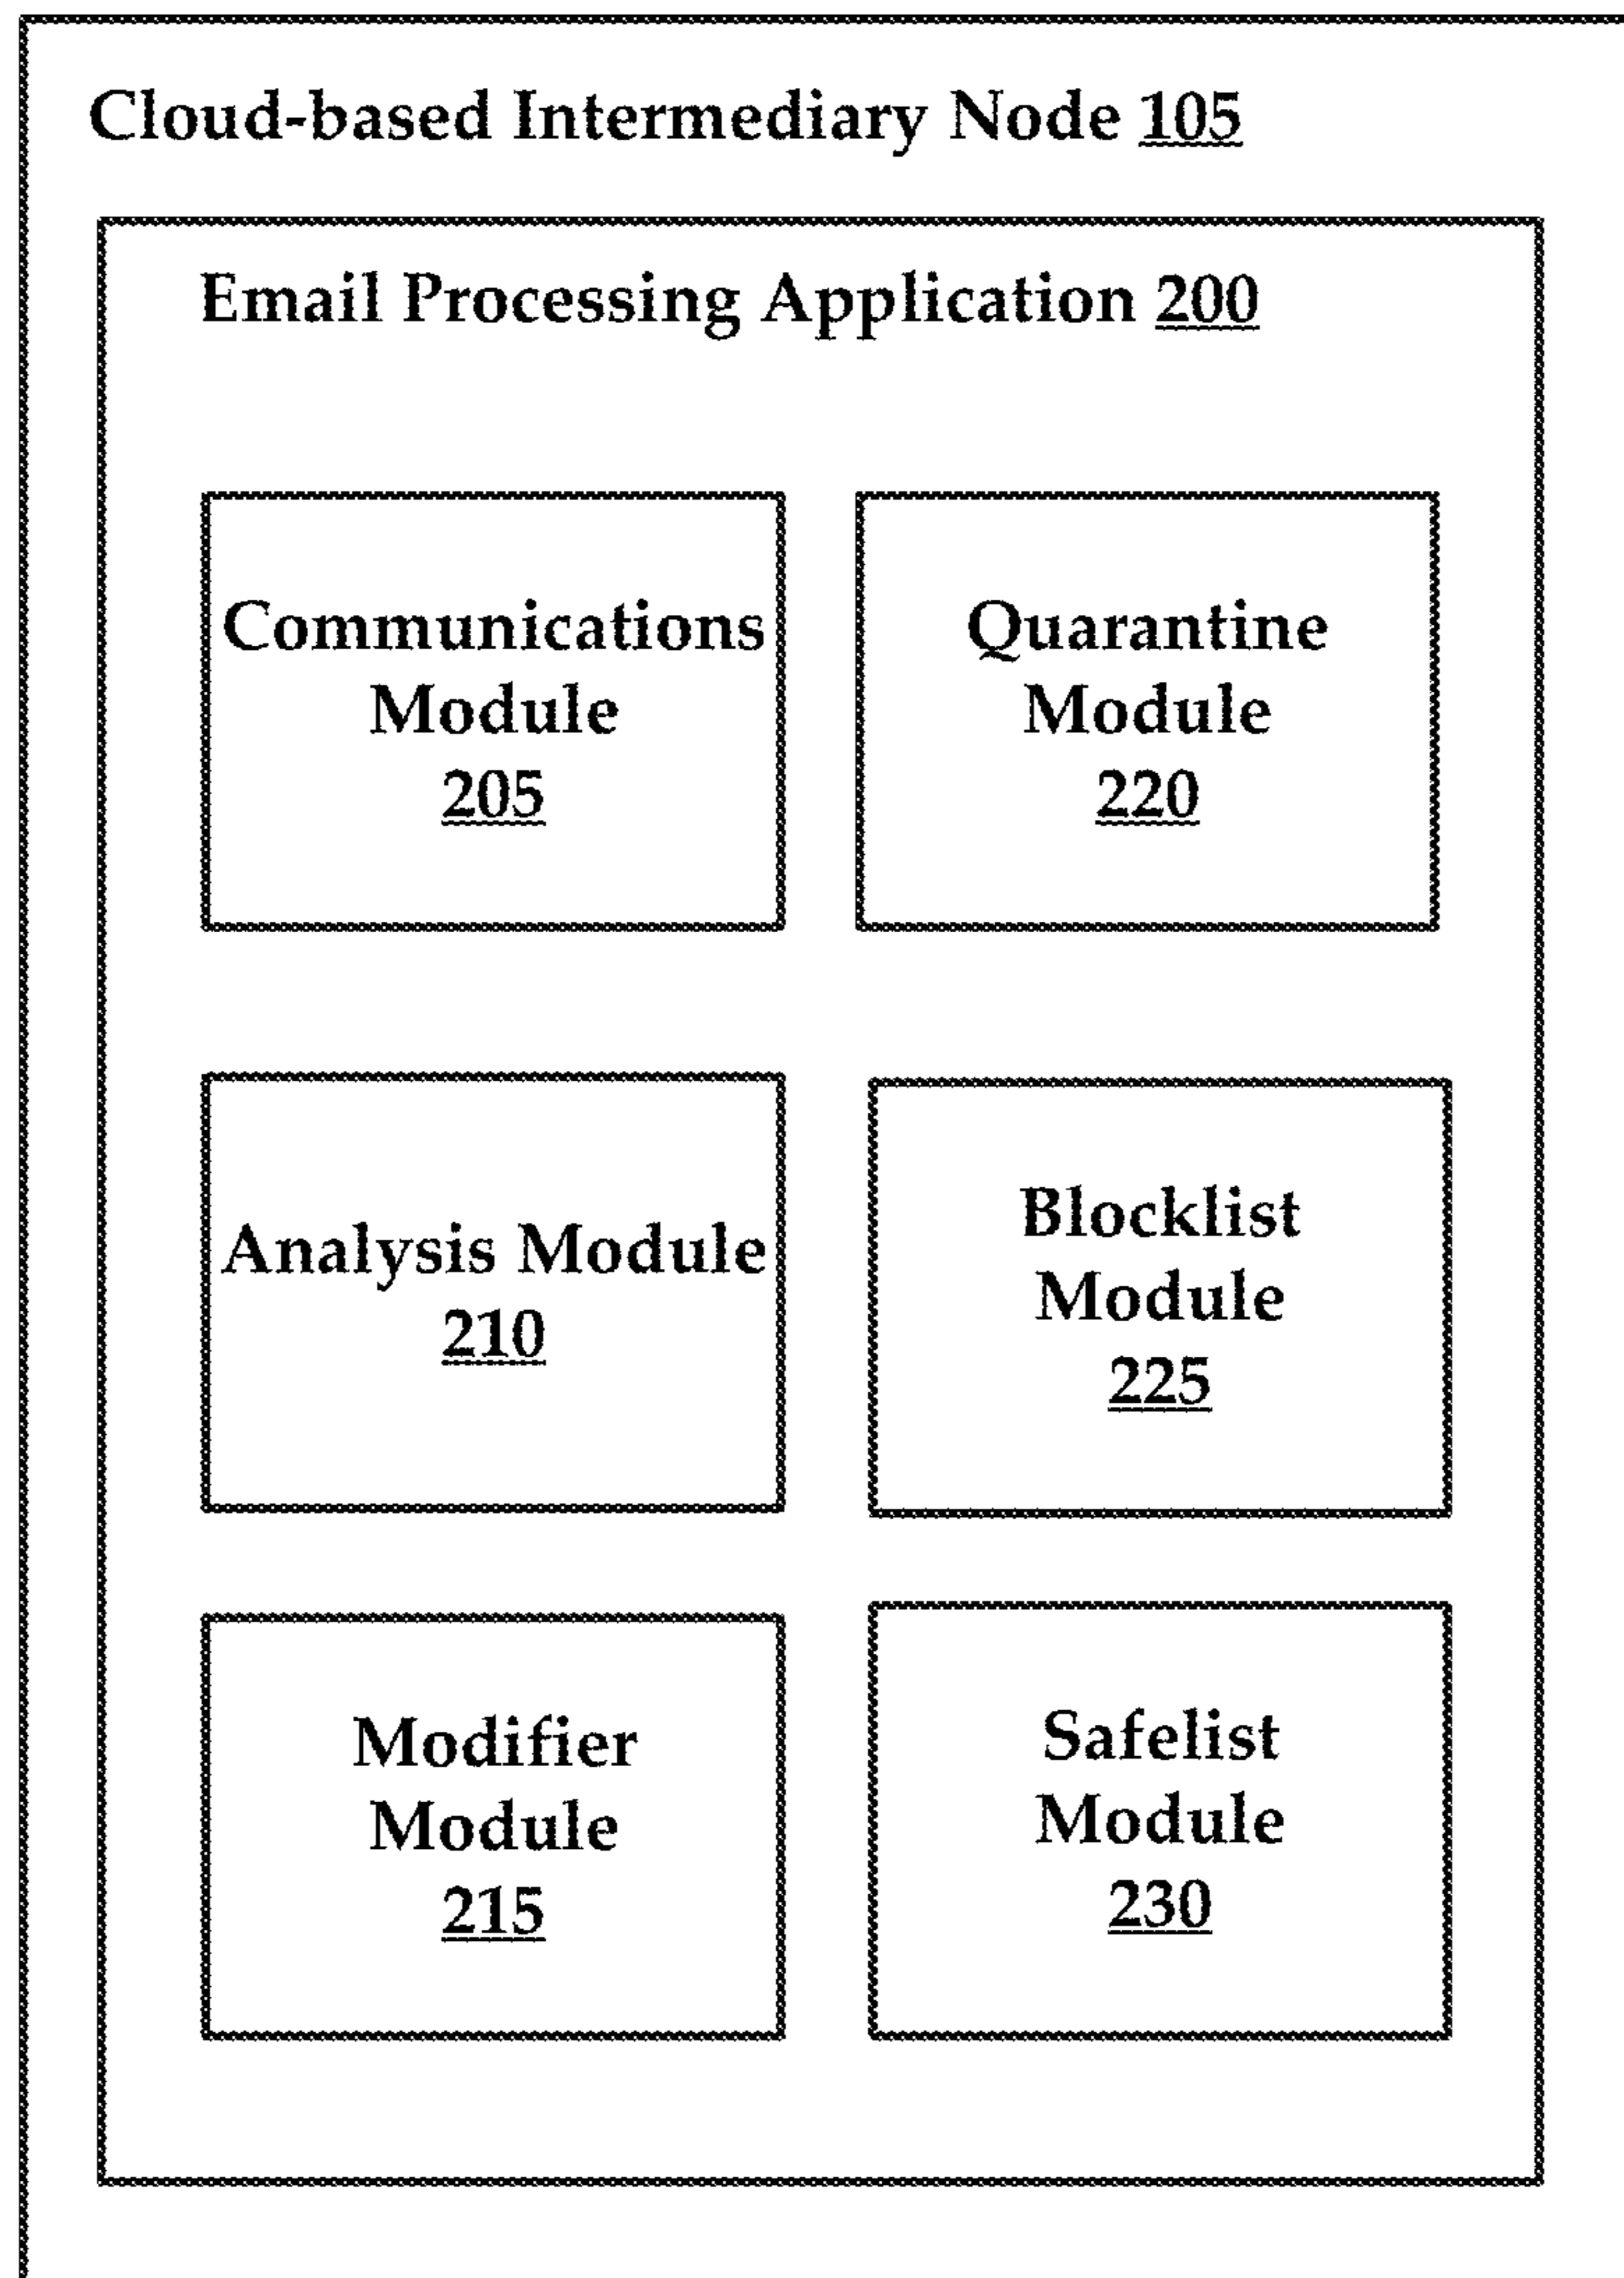 Cloud-based Intermediary Node 105
Email Processing Application 200
Communications
Module
205
Quarantine
Module
220
Analysis Module
210
Blocklist
Module
225
Modifier
Module
215
Safelist
Module
230